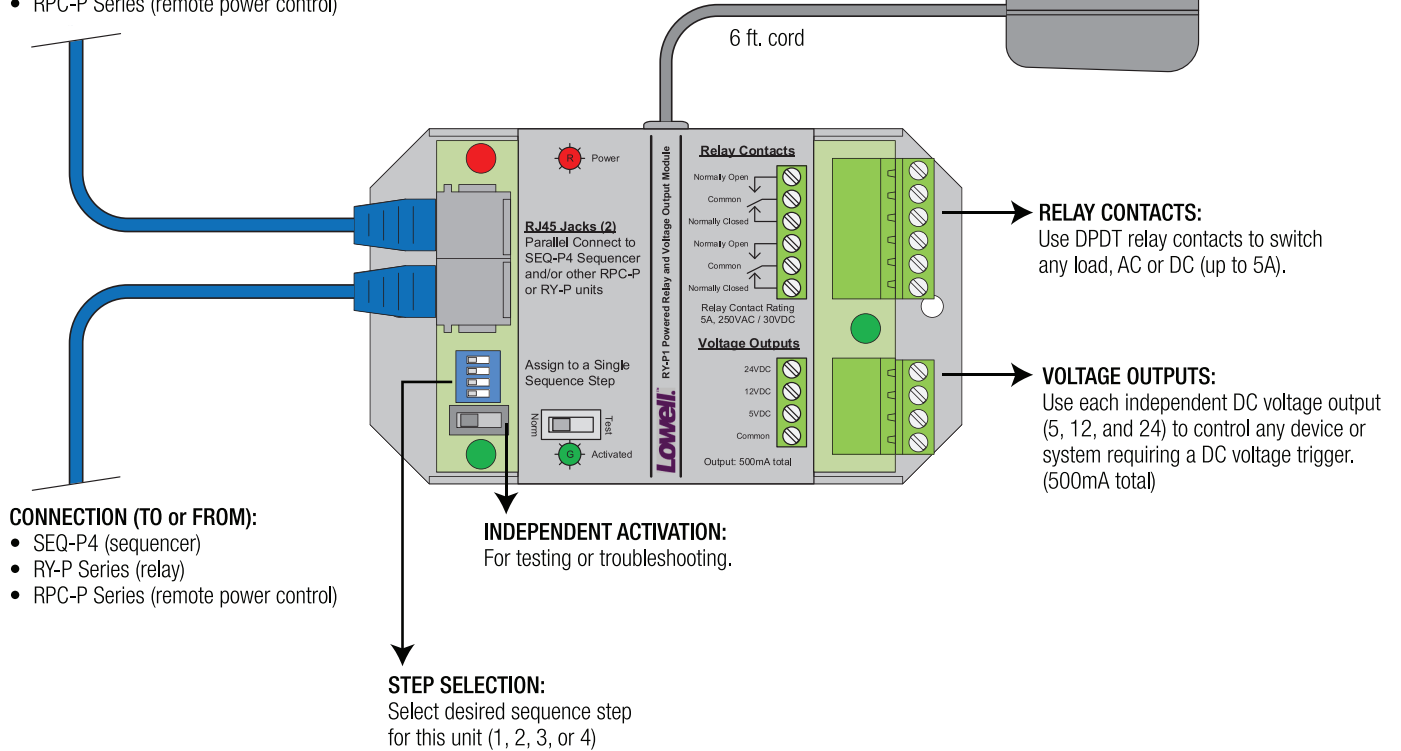 • RPC-P Series (remote power control)
6 ft. cord
R Power
RJ45 Jacks (2)
Parallel Connect to
SEQ-P4 Sequencer
and/or other RPC-P
or RY-P units
Assign to a Single
Sequence Step
Norm
Test
G Activated
RY-P1 Powered Relay and Voltage Output Module
Lowell.
Relay Contacts
Normally Open
Common
Normally Closed
Normally Open
Common
Normally Closed
Relay Contact Rating
5A, 250VAC / 30VDC
Voltage Outputs
24VDC
12VDC
5VDC
Common
Output: 500mA total
RELAY CONTACTS:
Use DPDT relay contacts to switch
any load, AC or DC (up to 5A).
VOLTAGE OUTPUTS:
Use each independent DC voltage output
(5, 12, and 24) to control any device or
system requiring a DC voltage trigger.
(500mA total)
CONNECTION (TO or FROM):
• SEQ-P4 (sequencer)
• RY-P Series (relay)
• RPC-P Series (remote power control)
INDEPENDENT ACTIVATION:
For testing or troubleshooting.
STEP SELECTION:
Select desired sequence step
for this unit (1, 2, 3, or 4)